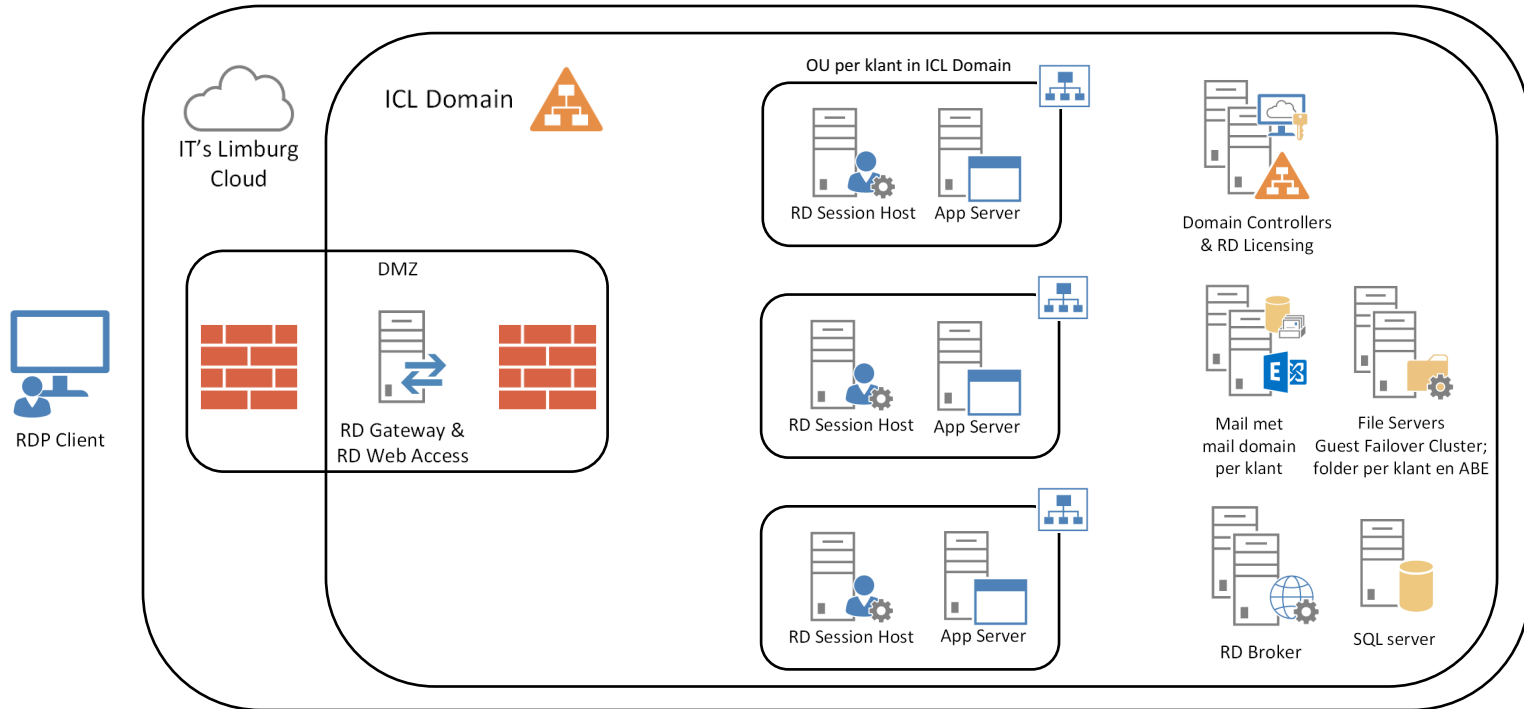 IT's Limburg
Cloud
ICL Domain
OU per klant in ICL Domain
RD Session Host
App Server
Domain Controllers
& RD Licensing
DMZ
RDP Client
RD Gateway &
RD Web Access
RD Session Host
App Server
E
Mail met
mail domain
per klant
File Servers
Guest Failover Cluster;
folder per klant en ABE
RD Session Host
App Server
RD Broker
SQL server